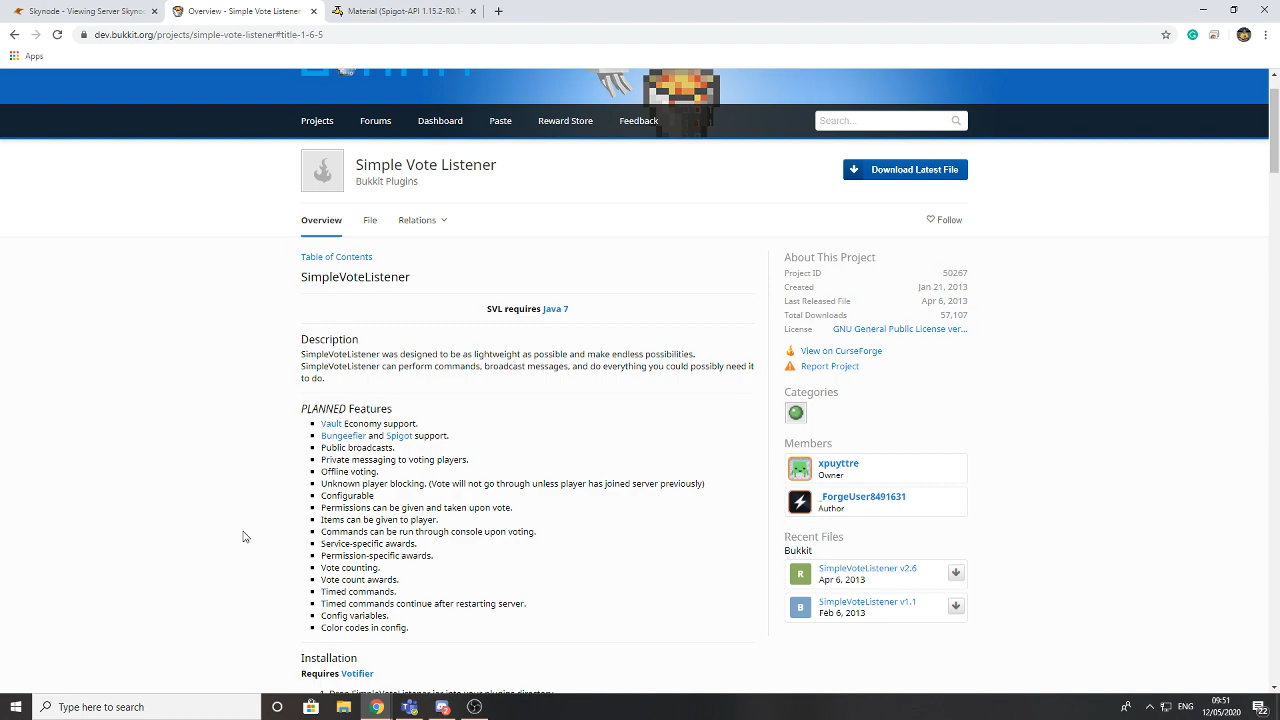 Skynode - Viewing Server Skyno
Overview - Simple Vote Listener
Material (Spigot-API 1.15.2-R0.1-
dev.bukkit.org/projects/simple-vote-listener#title-1-6-5
Apps
Projects
Forums
Dashboard
Paste
Reward Store
Feedback
Search...
Simple Vote Listener
Bukkit Plugins
Download Latest File
Overview
File
Relations
Follow
Table of Contents
SimpleVoteListener
SVL requires Java 7
Description
SimpleVoteListener was designed to be as lightweight as possible and make endless possibilities.
SimpleVoteListener can perform commands, broadcast messages, and do everything you could possibly need it
to do.
PLANNED Features
Vault Economy support.
Bungeefier and Spigot support.
Public broadcasts.
Private messaging to voting players.
Offline voting.
Unknown player blocking. (Vote will not go through unless player has joined server previously)
Configurable
Permissions can be given and taken upon vote.
Items can be given to player.
Commands can be run through console upon voting.
Service-specific awards.
Permission-specific awards.
Vote counting.
Vote count awards.
Timed commands.
Timed commands continue after restarting server.
Config variables.
Color codes in config.
Installation
Requires Votifier
1. Drop SimpleVoteListener.jar into your plugins directory
About This Project
Project ID 50267
Created Jan 21, 2013
Last Released File Apr 6, 2013
Total Downloads 57,107
License GNU General Public License ver...
View on CurseForge
Report Project
Categories
Members
xpuyttre
Owner
_ForgeUser8491631
Author
Recent Files
Bukkit
R
SimpleVoteListener v2.6
Apr 6, 2013
B
SimpleVoteListener v1.1
Feb 6, 2013
Type here to search
ENG
09:51
12/05/2020
22